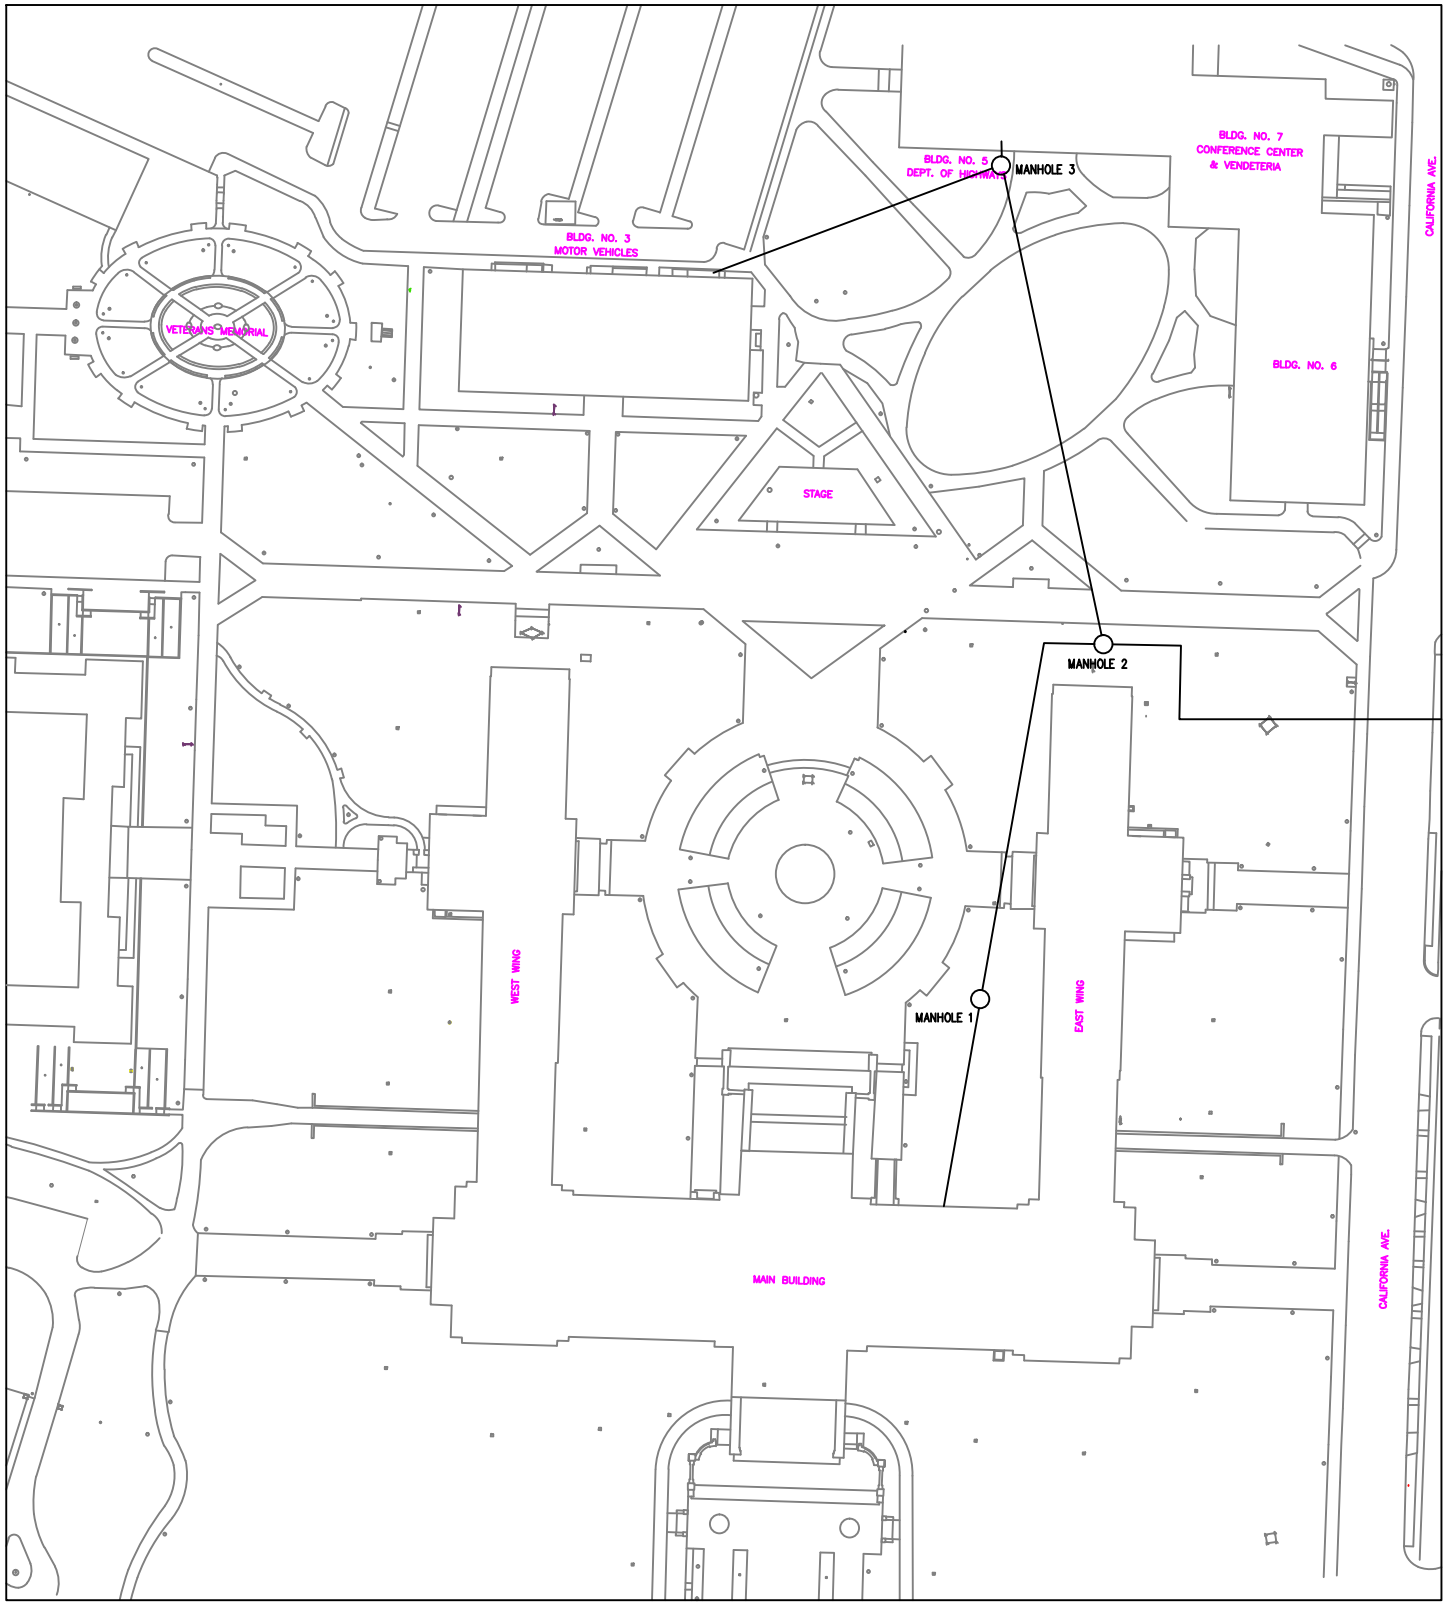 BLDG. NO. 7
CONFERENCE CENTER
& VENDETERIA
CALIFORNIA AVE.
BLDG. NO. 5
DEPT. OF HIGHWAYS
MANHOLE 3
BLDG. NO. 3
MOTOR VEHICLES
VETERANS MEMORIAL
BLDG. NO. 6
STAGE
MANHOLE 2
WEST WING
EAST WING
MANHOLE 1
MAIN BUILDING
CALIFORNIA AVE.